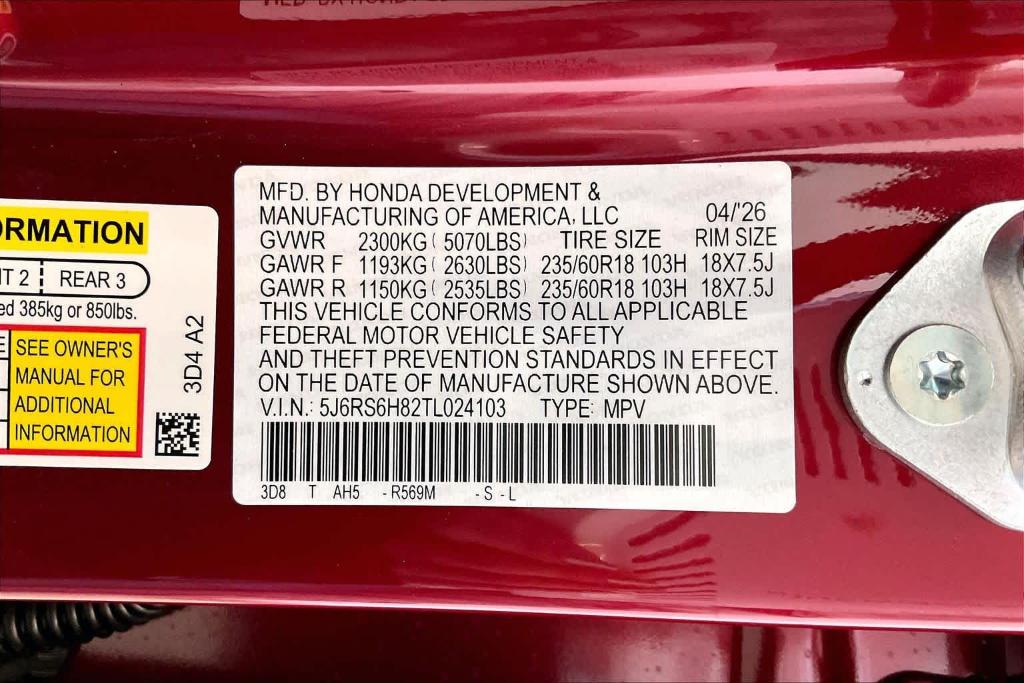 MFD. BY HONDA DEVELOPMENT &
MANUFACTURING OF AMERICA, LLC 04/'26
GVWR 2300KG ( 5070LBS) TIRE SIZE RIM SIZE
GAWR F 1193KG ( 2630LBS) 235/60R18 103H 18X7.5J
GAWR R 1150KG ( 2535LBS) 235/60R18 103H 18X7.5J
THIS VEHICLE CONFORMS TO ALL APPLICABLE
FEDERAL MOTOR VEHICLE SAFETY
AND THEFT PREVENTION STANDARDS IN EFFECT
ON THE DATE OF MANUFACTURE SHOWN ABOVE.
V.I.N.: 5J6RS6H82TL024103 TYPE: MPV
3D8 T AH5 - R569M - S - L
ORMATION
T 2 REAR 3
ed 385kg or 850lbs.
E
SEE OWNER'S
MANUAL FOR
ADDITIONAL
INFORMATION
3D4 A2